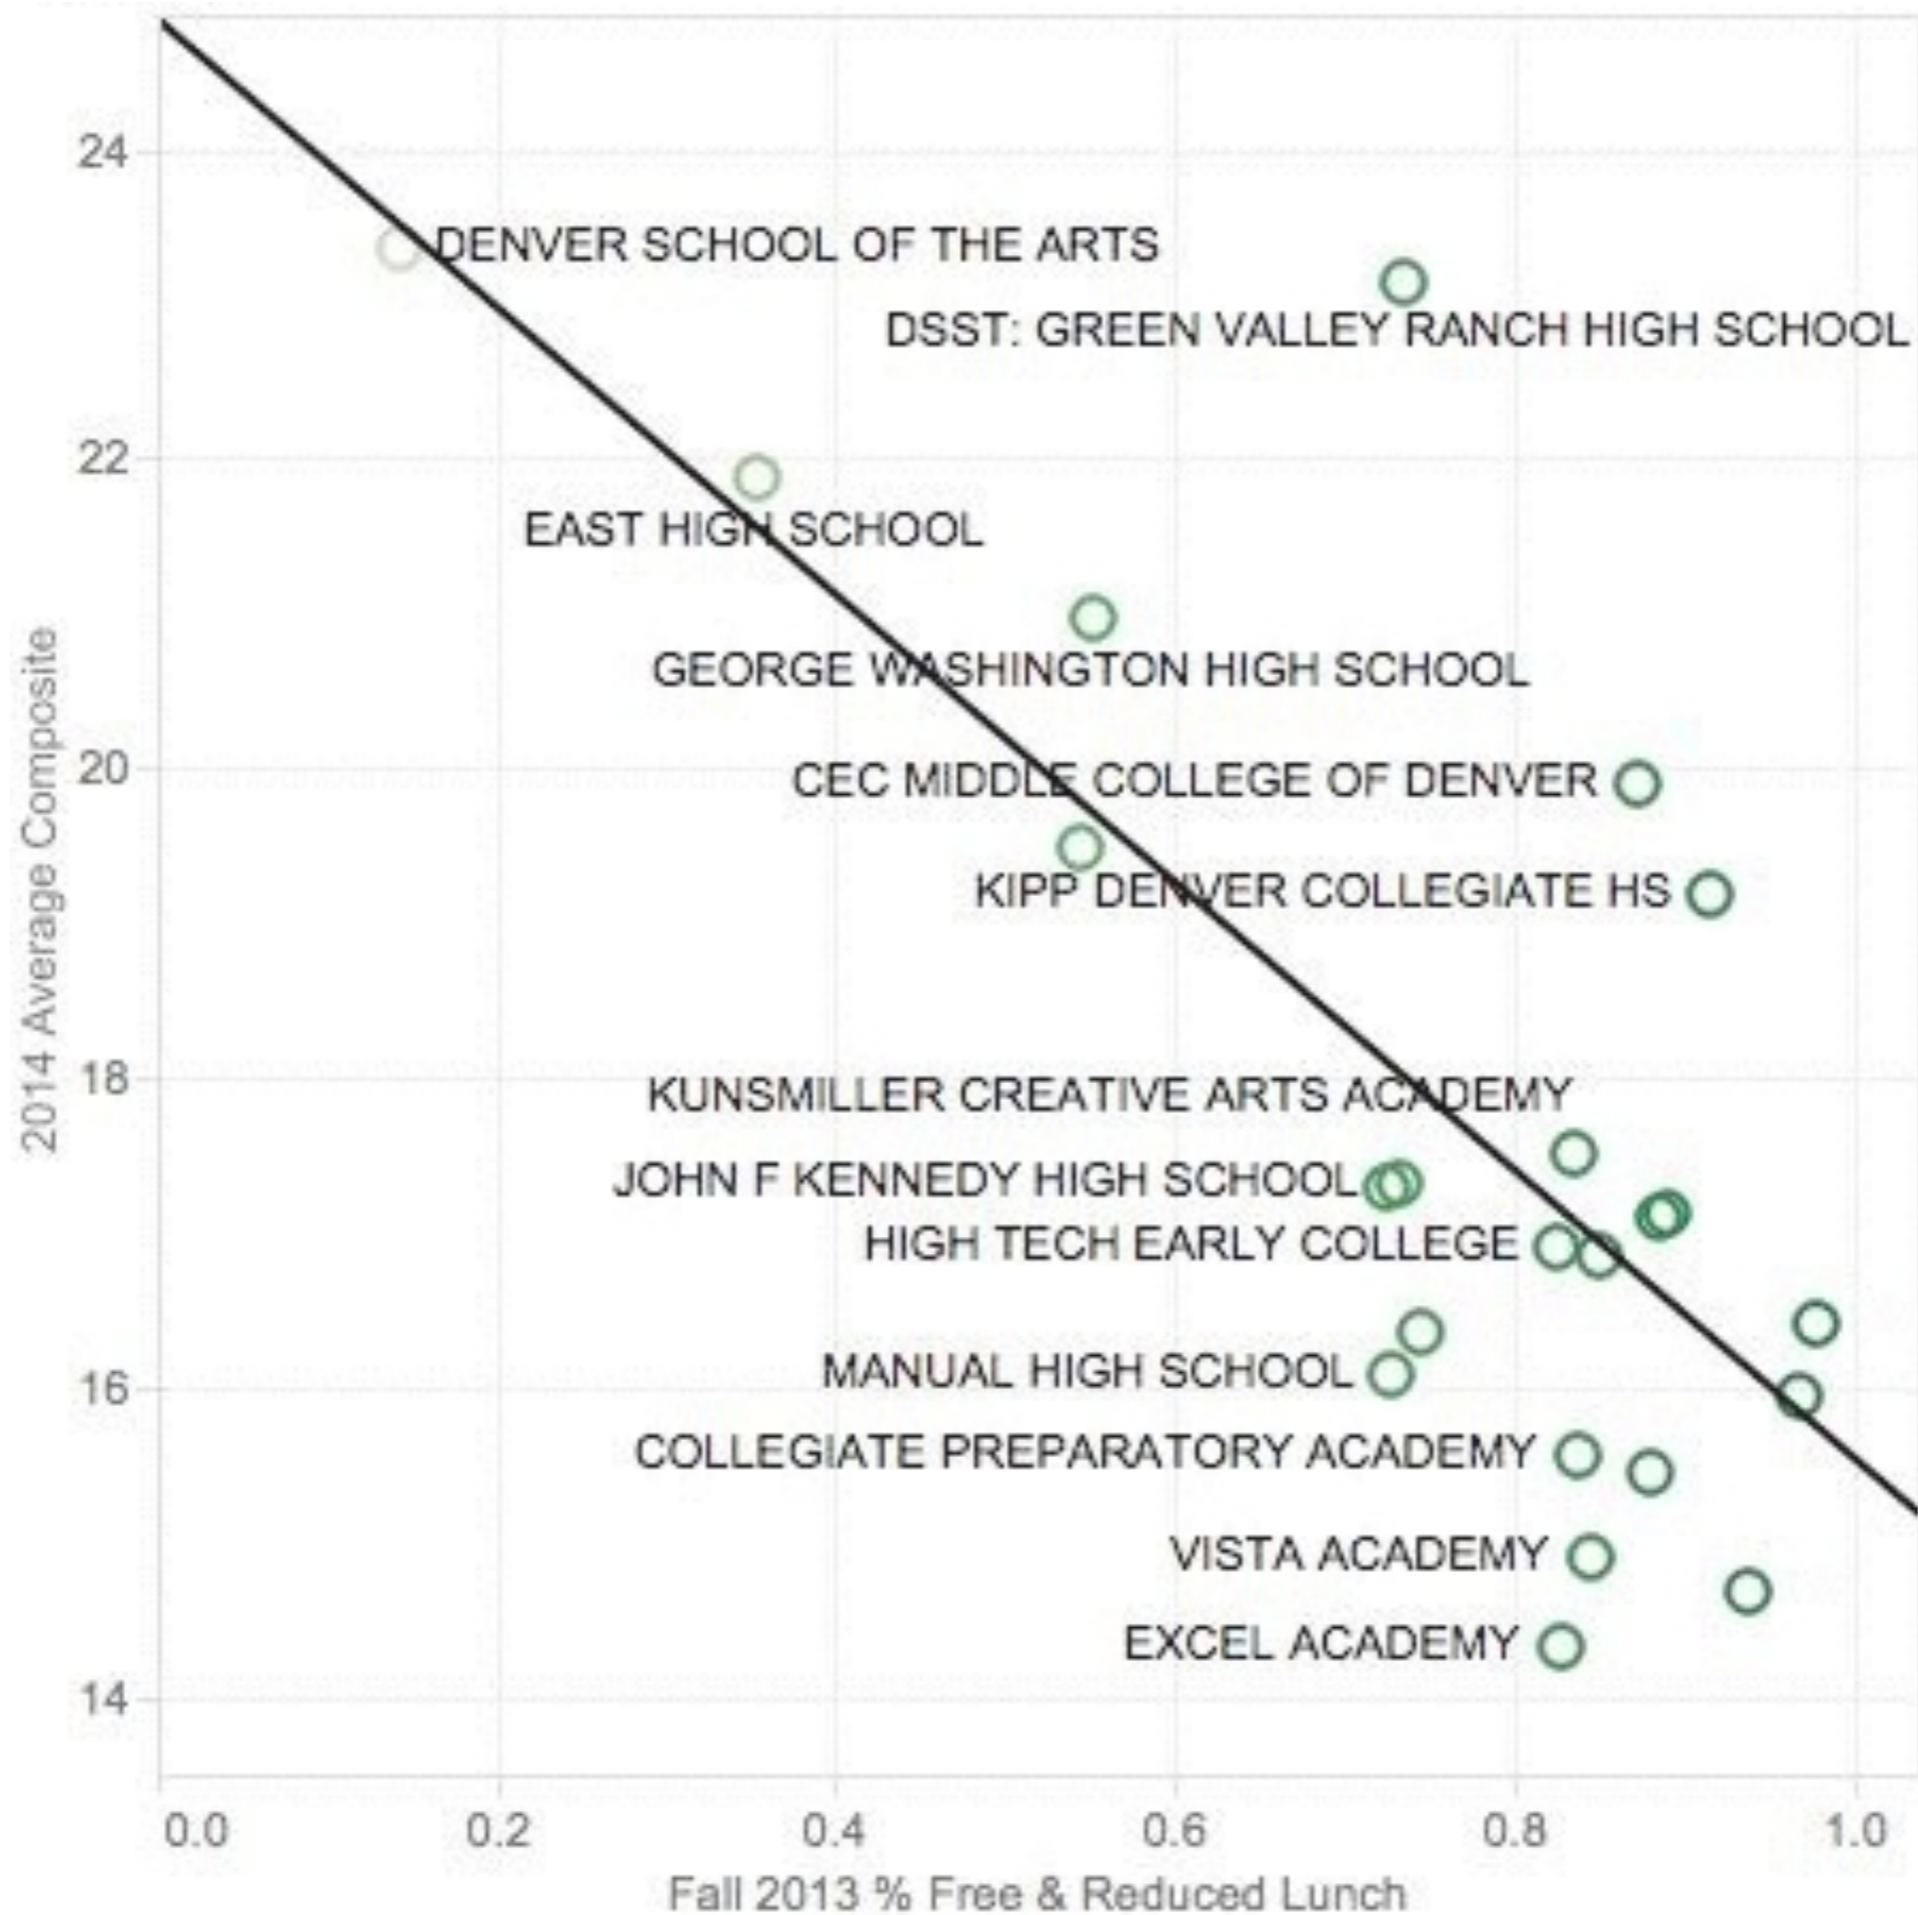 24
DENVER SCHOOL OF THE ARTS
DSST: GREEN VALLEY RANCH HIGH SCHOOL
22
EAST HIGH SCHOOL
GEORGE WASHINGTON HIGH SCHOOL
CEC MIDDLE COLLEGE OF DENVER
20
KIPP DENVER COLLEGIATE HS
2014 Average Composite
18
KUNSMILLER CREATIVE ARTS ACADEMY
JOHN F KENNEDY HIGH SCHOOL
HIGH TECH EARLY COLLEGE
MANUAL HIGH SCHOOL
16
COLLEGIATE PREPARATORY ACADEMY
VISTA ACADEMY
EXCEL ACADEMY
14
0.0 0.2 0.4 0.6 0.8 1.0
Fall 2013 % Free & Reduced Lunch